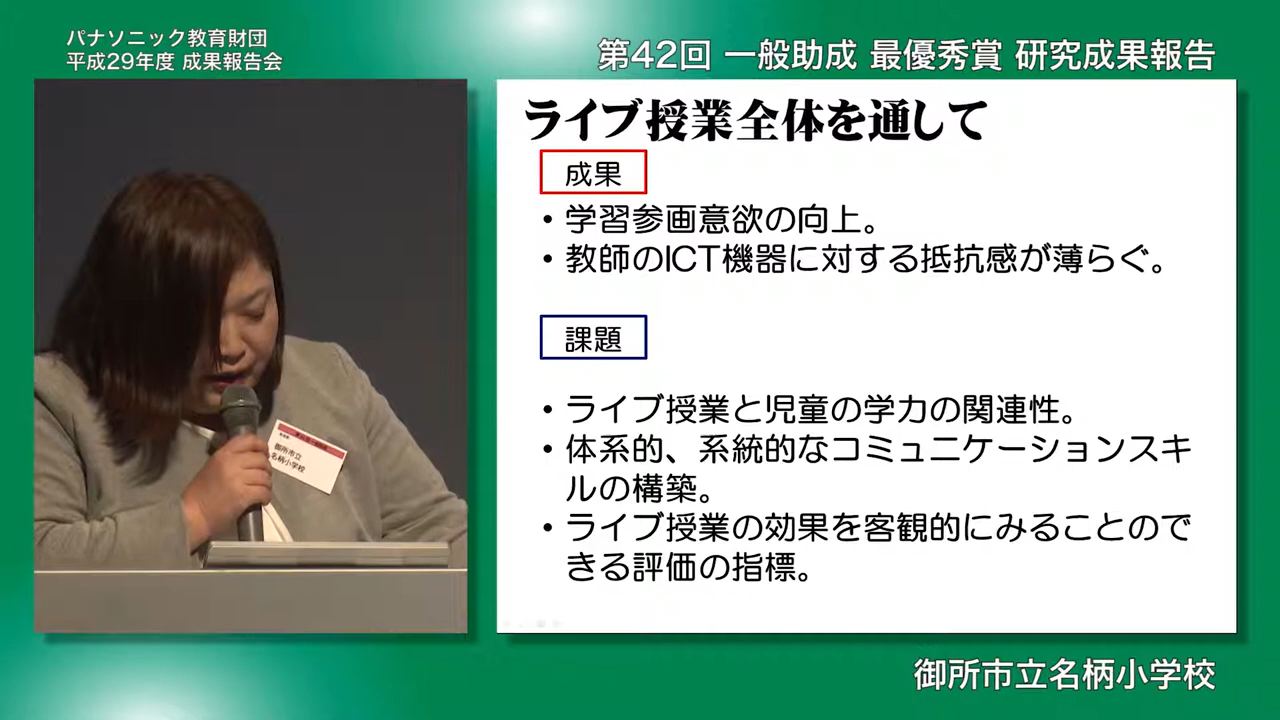 パナソニック教育財団
平成29年度 成果報告会
第42回 一般助成 最優秀賞 研究成果報告
ライブ授業全体を通して
成果
・学習参画意欲の向上。
・教師のICT機器に対する抵抗感が薄らぐ。
課題
・ライブ授業と児童の学力の関連性。
・体系的、系統的なコミュニケーションスキ
ルの構築。
・ライブ授業の効果を客観的にみることので
きる評価の指標。
御所市立
名柄小学校
御所市立名柄小学校